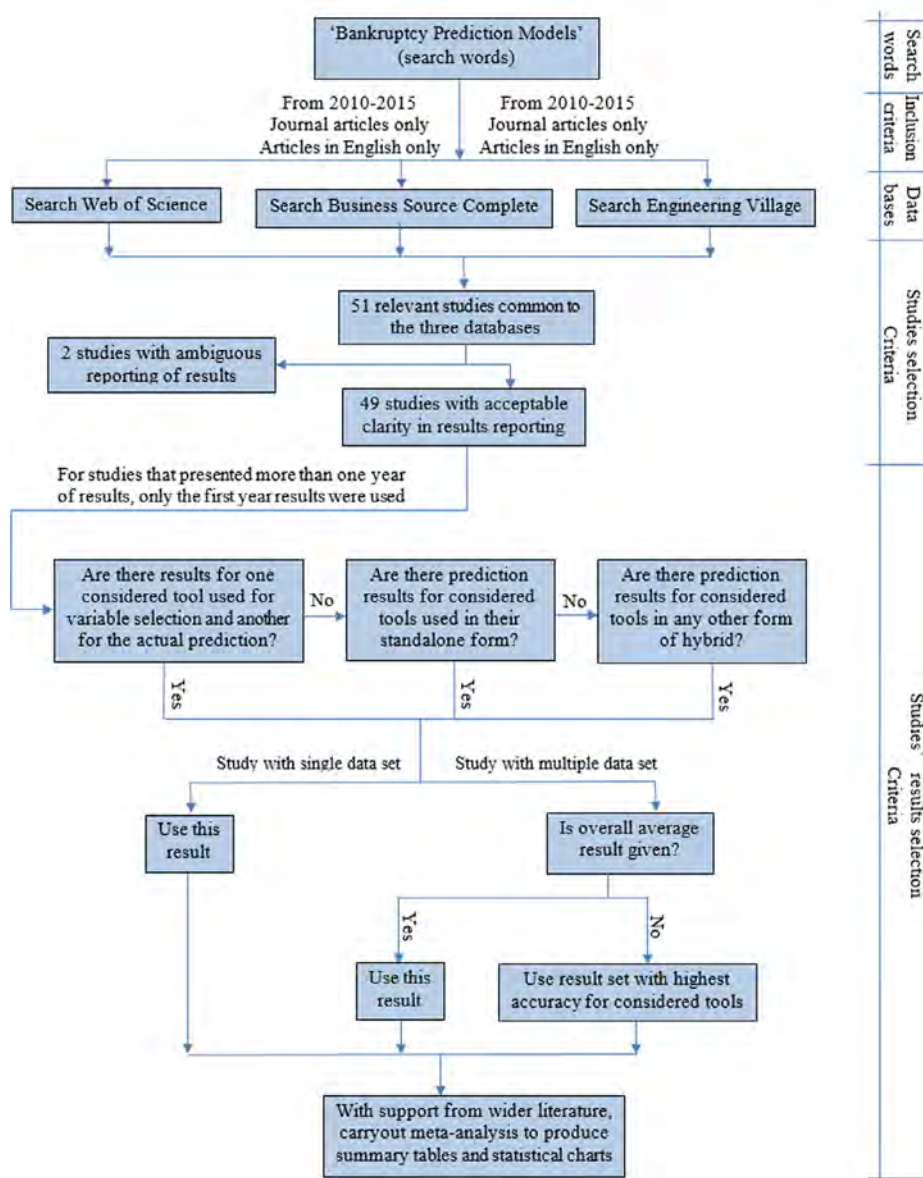 'Bankruptcy Prediction Models'
(search words)
Search
words
From 2010-2015
Journal articles only
Articles in English only
From 2010-2015
Journal articles only
Articles in English only
Inclusion
criteria
Search Web of Science
Search Business Source Complete
Search Engineering Village
Data
bases
51 relevant studies common to
the three databases
2 studies with ambiguous
reporting of results
49 studies with acceptable
clarity in results reporting
Studies selection
Criteria
For studies that presented more than one year
of results, only the first year results were used
Are there results for one
considered tool used for
variable selection and another
for the actual prediction?
No
Are there prediction
results for considered
tools used in their
standalone form?
No
Are there prediction
results for considered
tools in any other form
of hybrid?
Yes
Yes
Yes
Studies' results selection
Criteria
Study with single data set
Study with multiple data set
Use this
result
Is overall average
result given?
Yes
No
Use this
result
Use result set with highest
accuracy for considered tools
With support from wider literature,
carryout meta-analysis to produce
summary tables and statistical charts